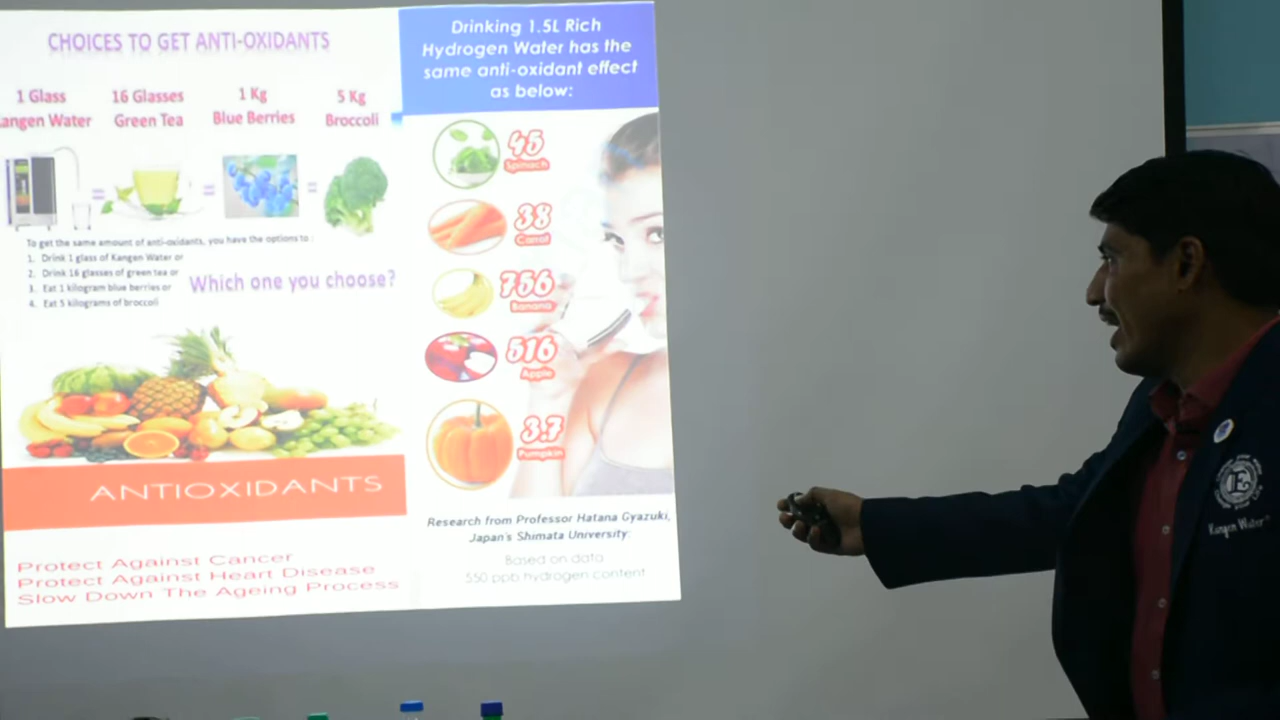 CHOICES TO GET ANTI-OXIDANTS
1 Glass
Kangen Water
16 Glasses
Green Tea
1 Kg
Blue Berries
5 Kg
Broccoli
=
=
=
To get the same amount of anti-oxidants, you have the options to :
1. Drink 1 glass of Kangen Water or
2. Drink 16 glasses of green tea or
3. Eat 1 kilogram blue berries or
4. Eat 5 kilograms of broccoli
Which one you choose?
ANTIOXIDANTS
Protect Against Cancer
Protect Against Heart Disease
Slow Down The Ageing Process
Drinking 1.5L Rich
Hydrogen Water has the
same anti-oxidant effect
as below:
45
Spinach
38
Carrot
756
Banana
516
Apple
3.7
Pumpkin
Research from Professor Hatana Gyazuki,
Japan's Shimata University
Based on data
550 ppb hydrogen content
E
Kangen Water